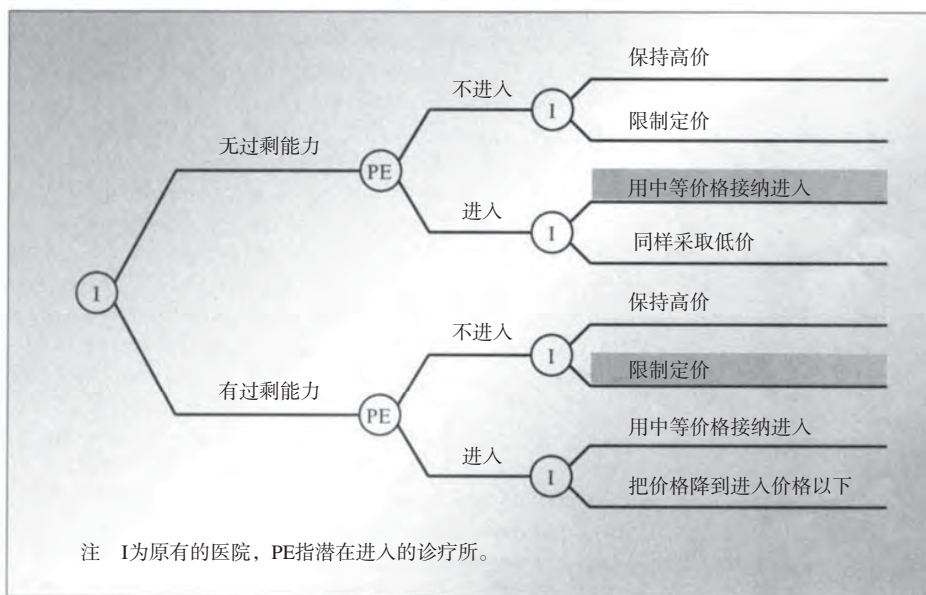 保持高价
不进入
I
限制定价
无过剩能力
PE
用中等价格接纳进入
进入
I
同样采取低价
I
保持高价
不进入
I
限制定价
有过剩能力
PE
用中等价格接纳进入
进入
I
把价格降到进入价格以下
注 I为原有的医院，PE指潜在进入的诊疗所。